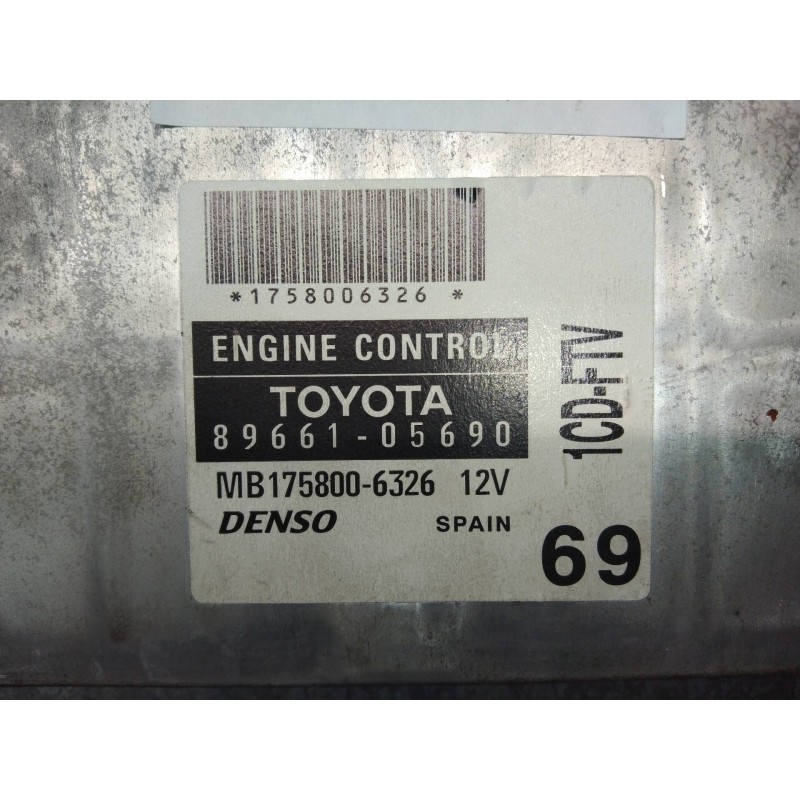 *1758006326 *
ENGINE CONTROL
TOYOTA
89661-05690
MB175800-6326 12V
DENSO SPAIN
1CD-FTV
69